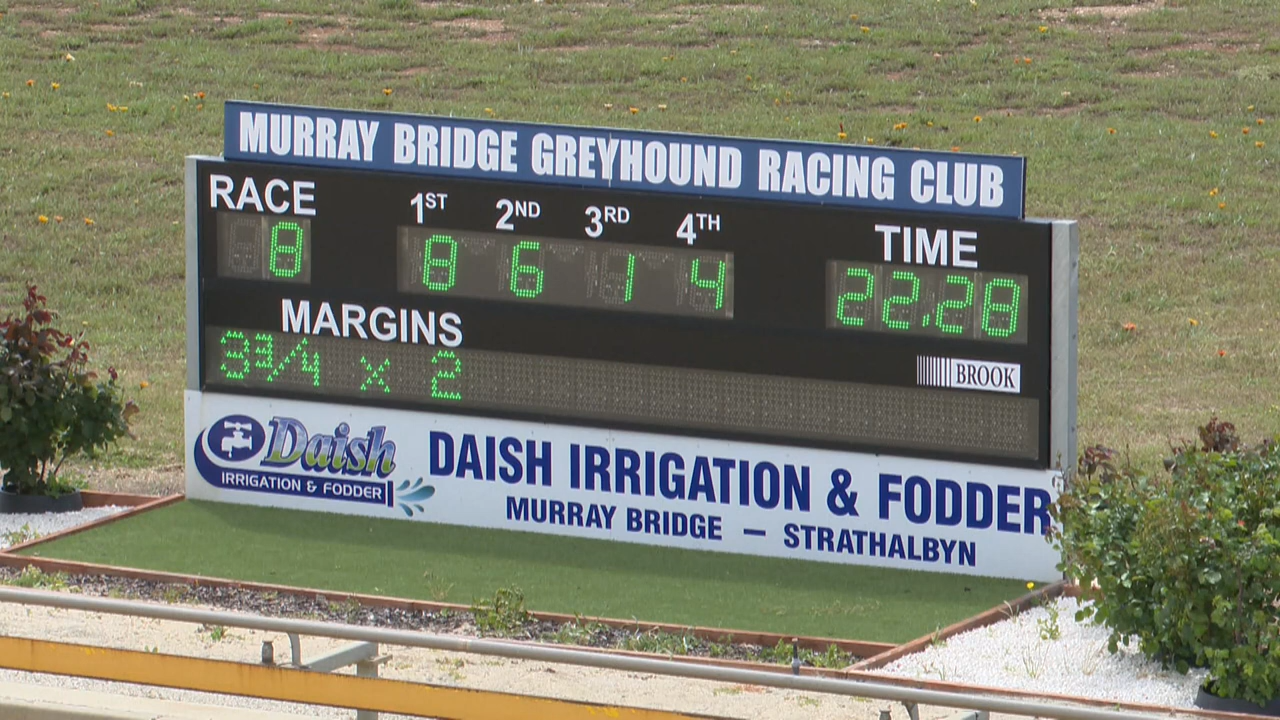 MURRAY BRIDGE GREYHOUND RACING CLUB
RACE 1ST 2ND 3RD 4TH TIME
8 8 6 1 4 22.28
MARGINS
3¾ x 2
BROOK
Daish
IRRIGATION & FODDER
DAISH IRRIGATION & FODDER
MURRAY BRIDGE — STRATHALBYN